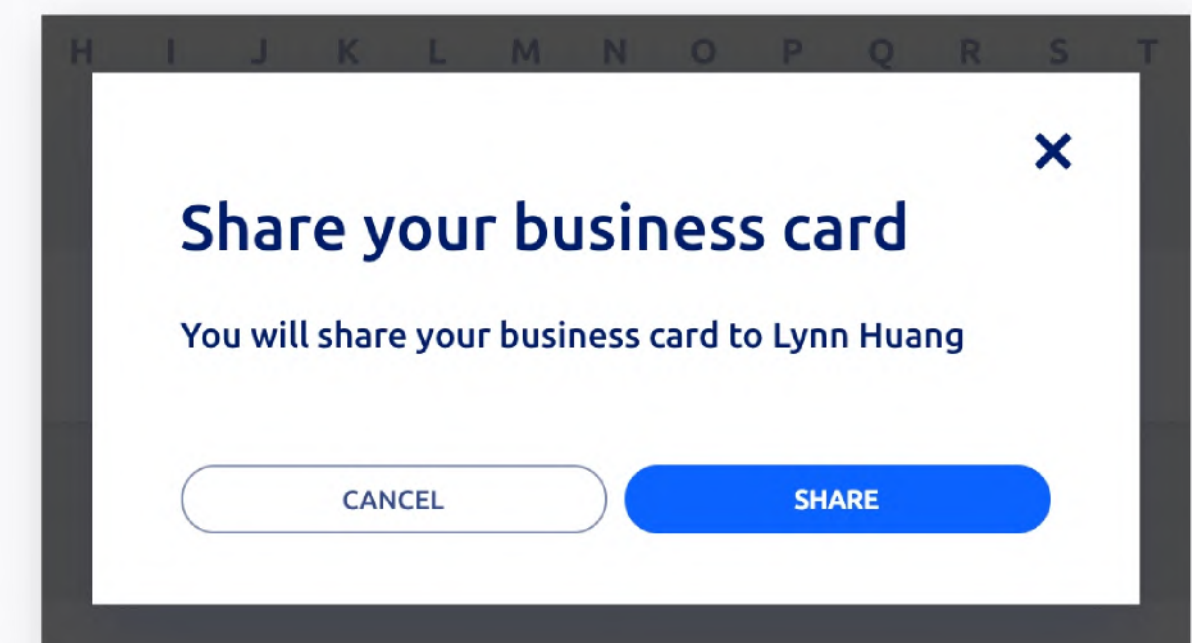 H I J K L M N O P Q R S T
Share your business card
You will share your business card to Lynn Huang
CANCEL
SHARE